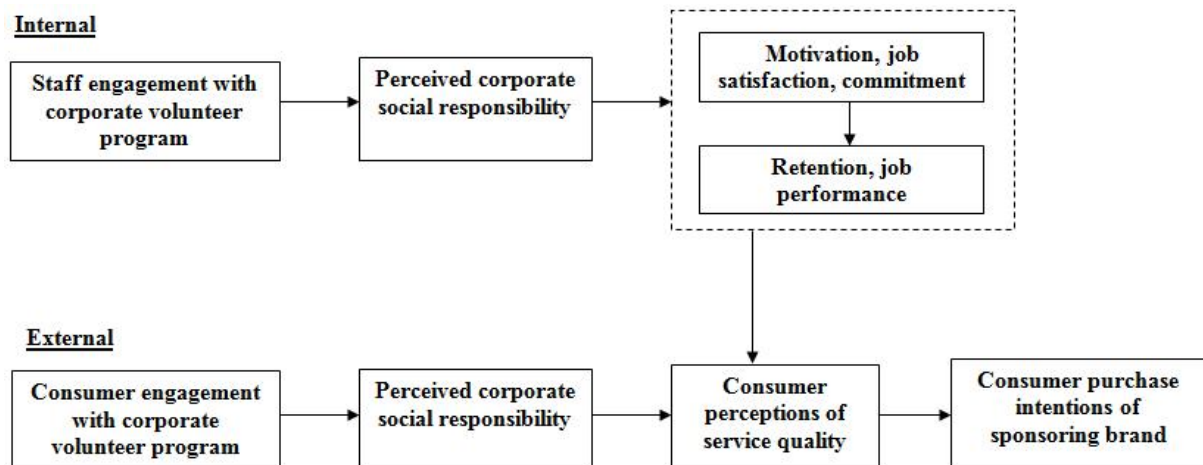 Internal
Staff engagement with
corporate volunteer
program
Perceived corporate
social responsibility
Motivation, job
satisfaction, commitment
Retention, job
performance
External
Consumer engagement
with corporate
volunteer program
Perceived corporate
social responsibility
Consumer
perceptions of
service quality
Consumer purchase
intentions of
sponsoring brand